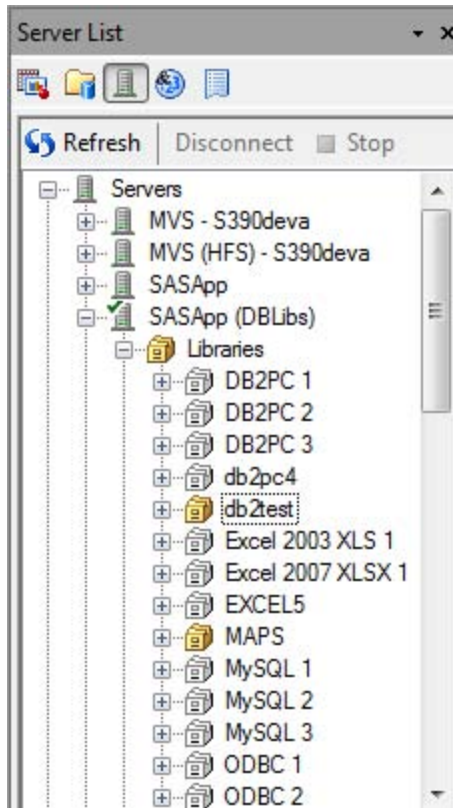 Server List
Refresh Disconnect Stop
Servers
MVS - S390deva
MVS (HFS) - S390deva
SASApp
SASApp (DBLibs)
Libraries
DB2PC 1
DB2PC 2
DB2PC 3
db2pc4
db2test
Excel 2003 XLS 1
Excel 2007 XLSX 1
EXCEL5
MAPS
MySQL 1
MySQL 2
MySQL 3
ODBC 1
ODBC 2